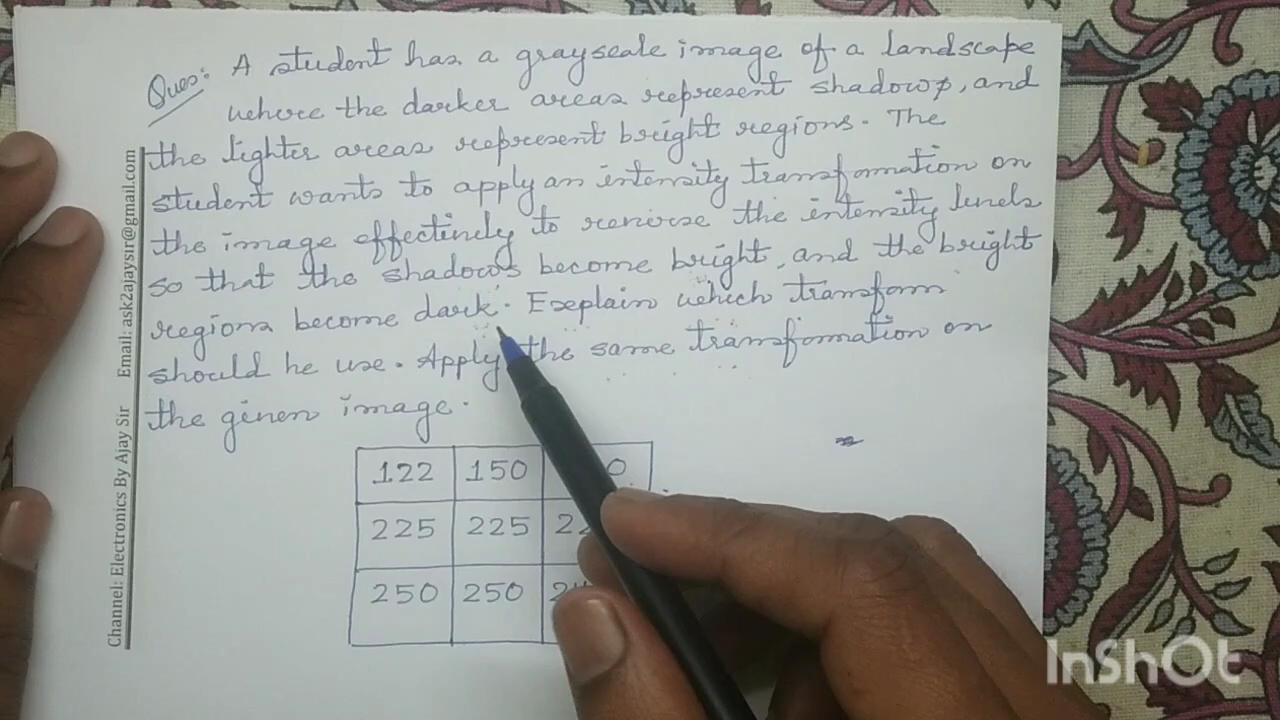 Ques: A student has a grayscale image of a landscape
where the darker areas represent shadows, and
the lighter areas represent bright regions. The
student wants to apply an intensity transformation on
the image effectively to reverse the intensity levels
so that the shadows become bright, and the bright
regions become dark. Explain which transform
should he use. Apply the same transformation on
the given image.
122 150
225 225
250 250
Channel: Electronics By Ajay Sir Email: ask2ajaysir@gmail.com
InShOt